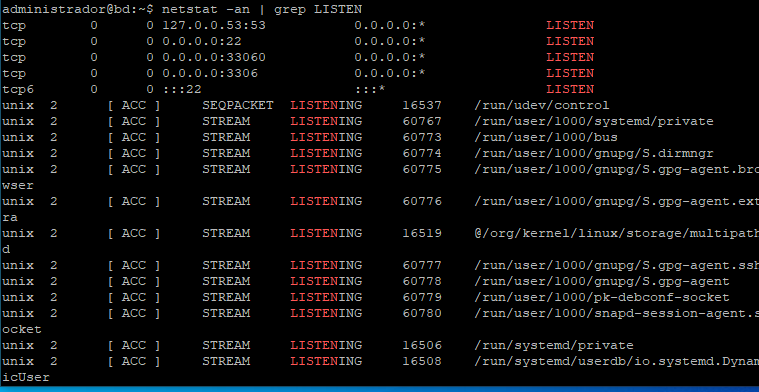 administrador@bd:~$ netstat -an | grep LISTEN
tcp 0 0 127.0.0.53:53 0.0.0.0:* LISTEN
tcp 0 0 0.0.0.0:22 0.0.0.0:* LISTEN
tcp 0 0 0.0.0.0:33060 0.0.0.0:* LISTEN
tcp 0 0 0.0.0.0:3306 0.0.0.0:* LISTEN
tcp6 0 0 :::22 :::* LISTEN
unix 2 [ ACC ] SEQPACKET LISTENING 16537 /run/udev/control
unix 2 [ ACC ] STREAM LISTENING 60767 /run/user/1000/systemd/private
unix 2 [ ACC ] STREAM LISTENING 60773 /run/user/1000/bus
unix 2 [ ACC ] STREAM LISTENING 60774 /run/user/1000/gnupg/S.dirmngr
unix 2 [ ACC ] STREAM LISTENING 60775 /run/user/1000/gnupg/S.gpg-agent.bro
wser
unix 2 [ ACC ] STREAM LISTENING 60776 /run/user/1000/gnupg/S.gpg-agent.ext
ra
unix 2 [ ACC ] STREAM LISTENING 16519 @/org/kernel/linux/storage/multipath
d
unix 2 [ ACC ] STREAM LISTENING 60777 /run/user/1000/gnupg/S.gpg-agent.ssh
unix 2 [ ACC ] STREAM LISTENING 60778 /run/user/1000/gnupg/S.gpg-agent
unix 2 [ ACC ] STREAM LISTENING 60779 /run/user/1000/pk-debconf-socket
unix 2 [ ACC ] STREAM LISTENING 60780 /run/user/1000/snapd-session-agent.s
ocket
unix 2 [ ACC ] STREAM LISTENING 16506 /run/systemd/private
unix 2 [ ACC ] STREAM LISTENING 16508 /run/systemd/userdb/io.systemd.Dynam
icUser